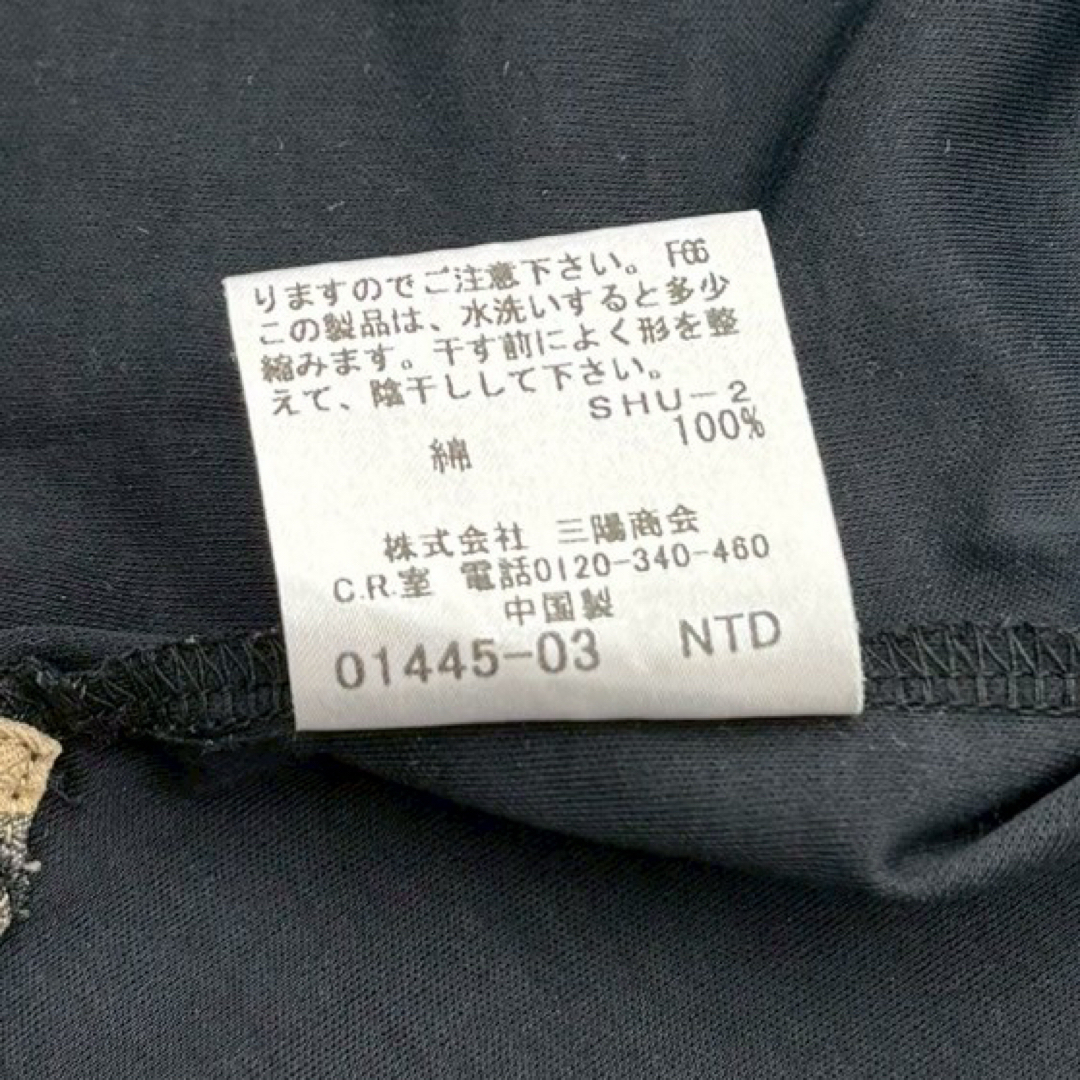 りますのでご注意下さい。 F66
この製品は、水洗いすると多少
縮みます。干す前によく形を整
えて、陰干ししして下さい。
SHU-2
綿 100%
株式会社 三陽商会
C.R.室 電話0120-340-460
中国製
01445-03 NTD